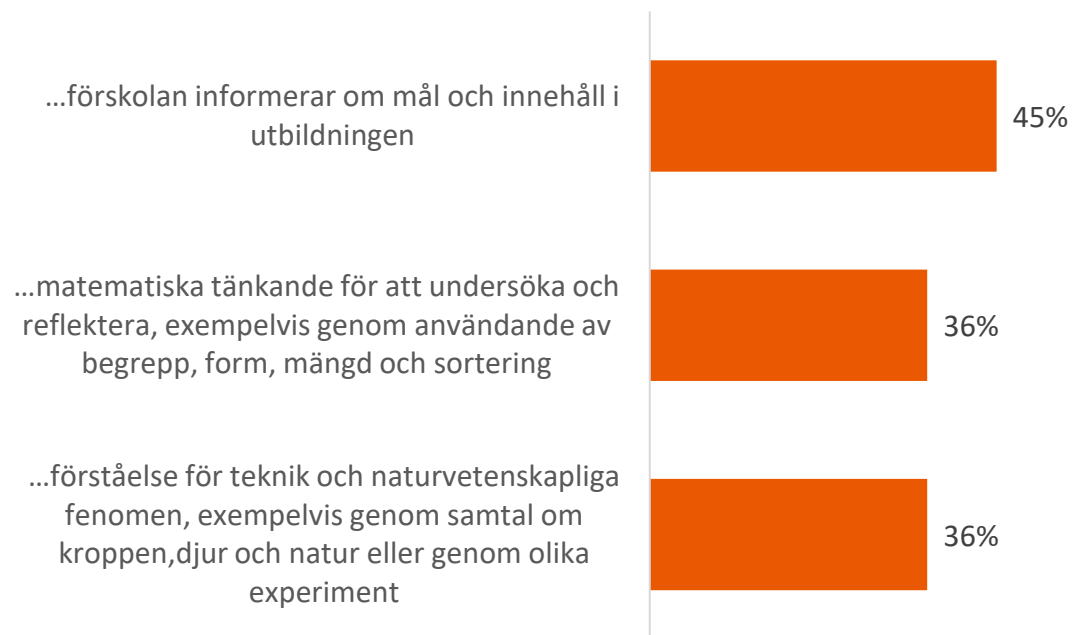 ...förskolan informerar om mål och innehåll i
utbildningen
45%
...matematiska tänkande för att undersöka och
reflektera, exempelvis genom användande av
begrepp, form, mängd och sortering
36%
...förståelse för teknik och naturvetenskapliga
fenomen, exempelvis genom samtal om
kroppen,djur och natur eller genom olika
experiment
36%